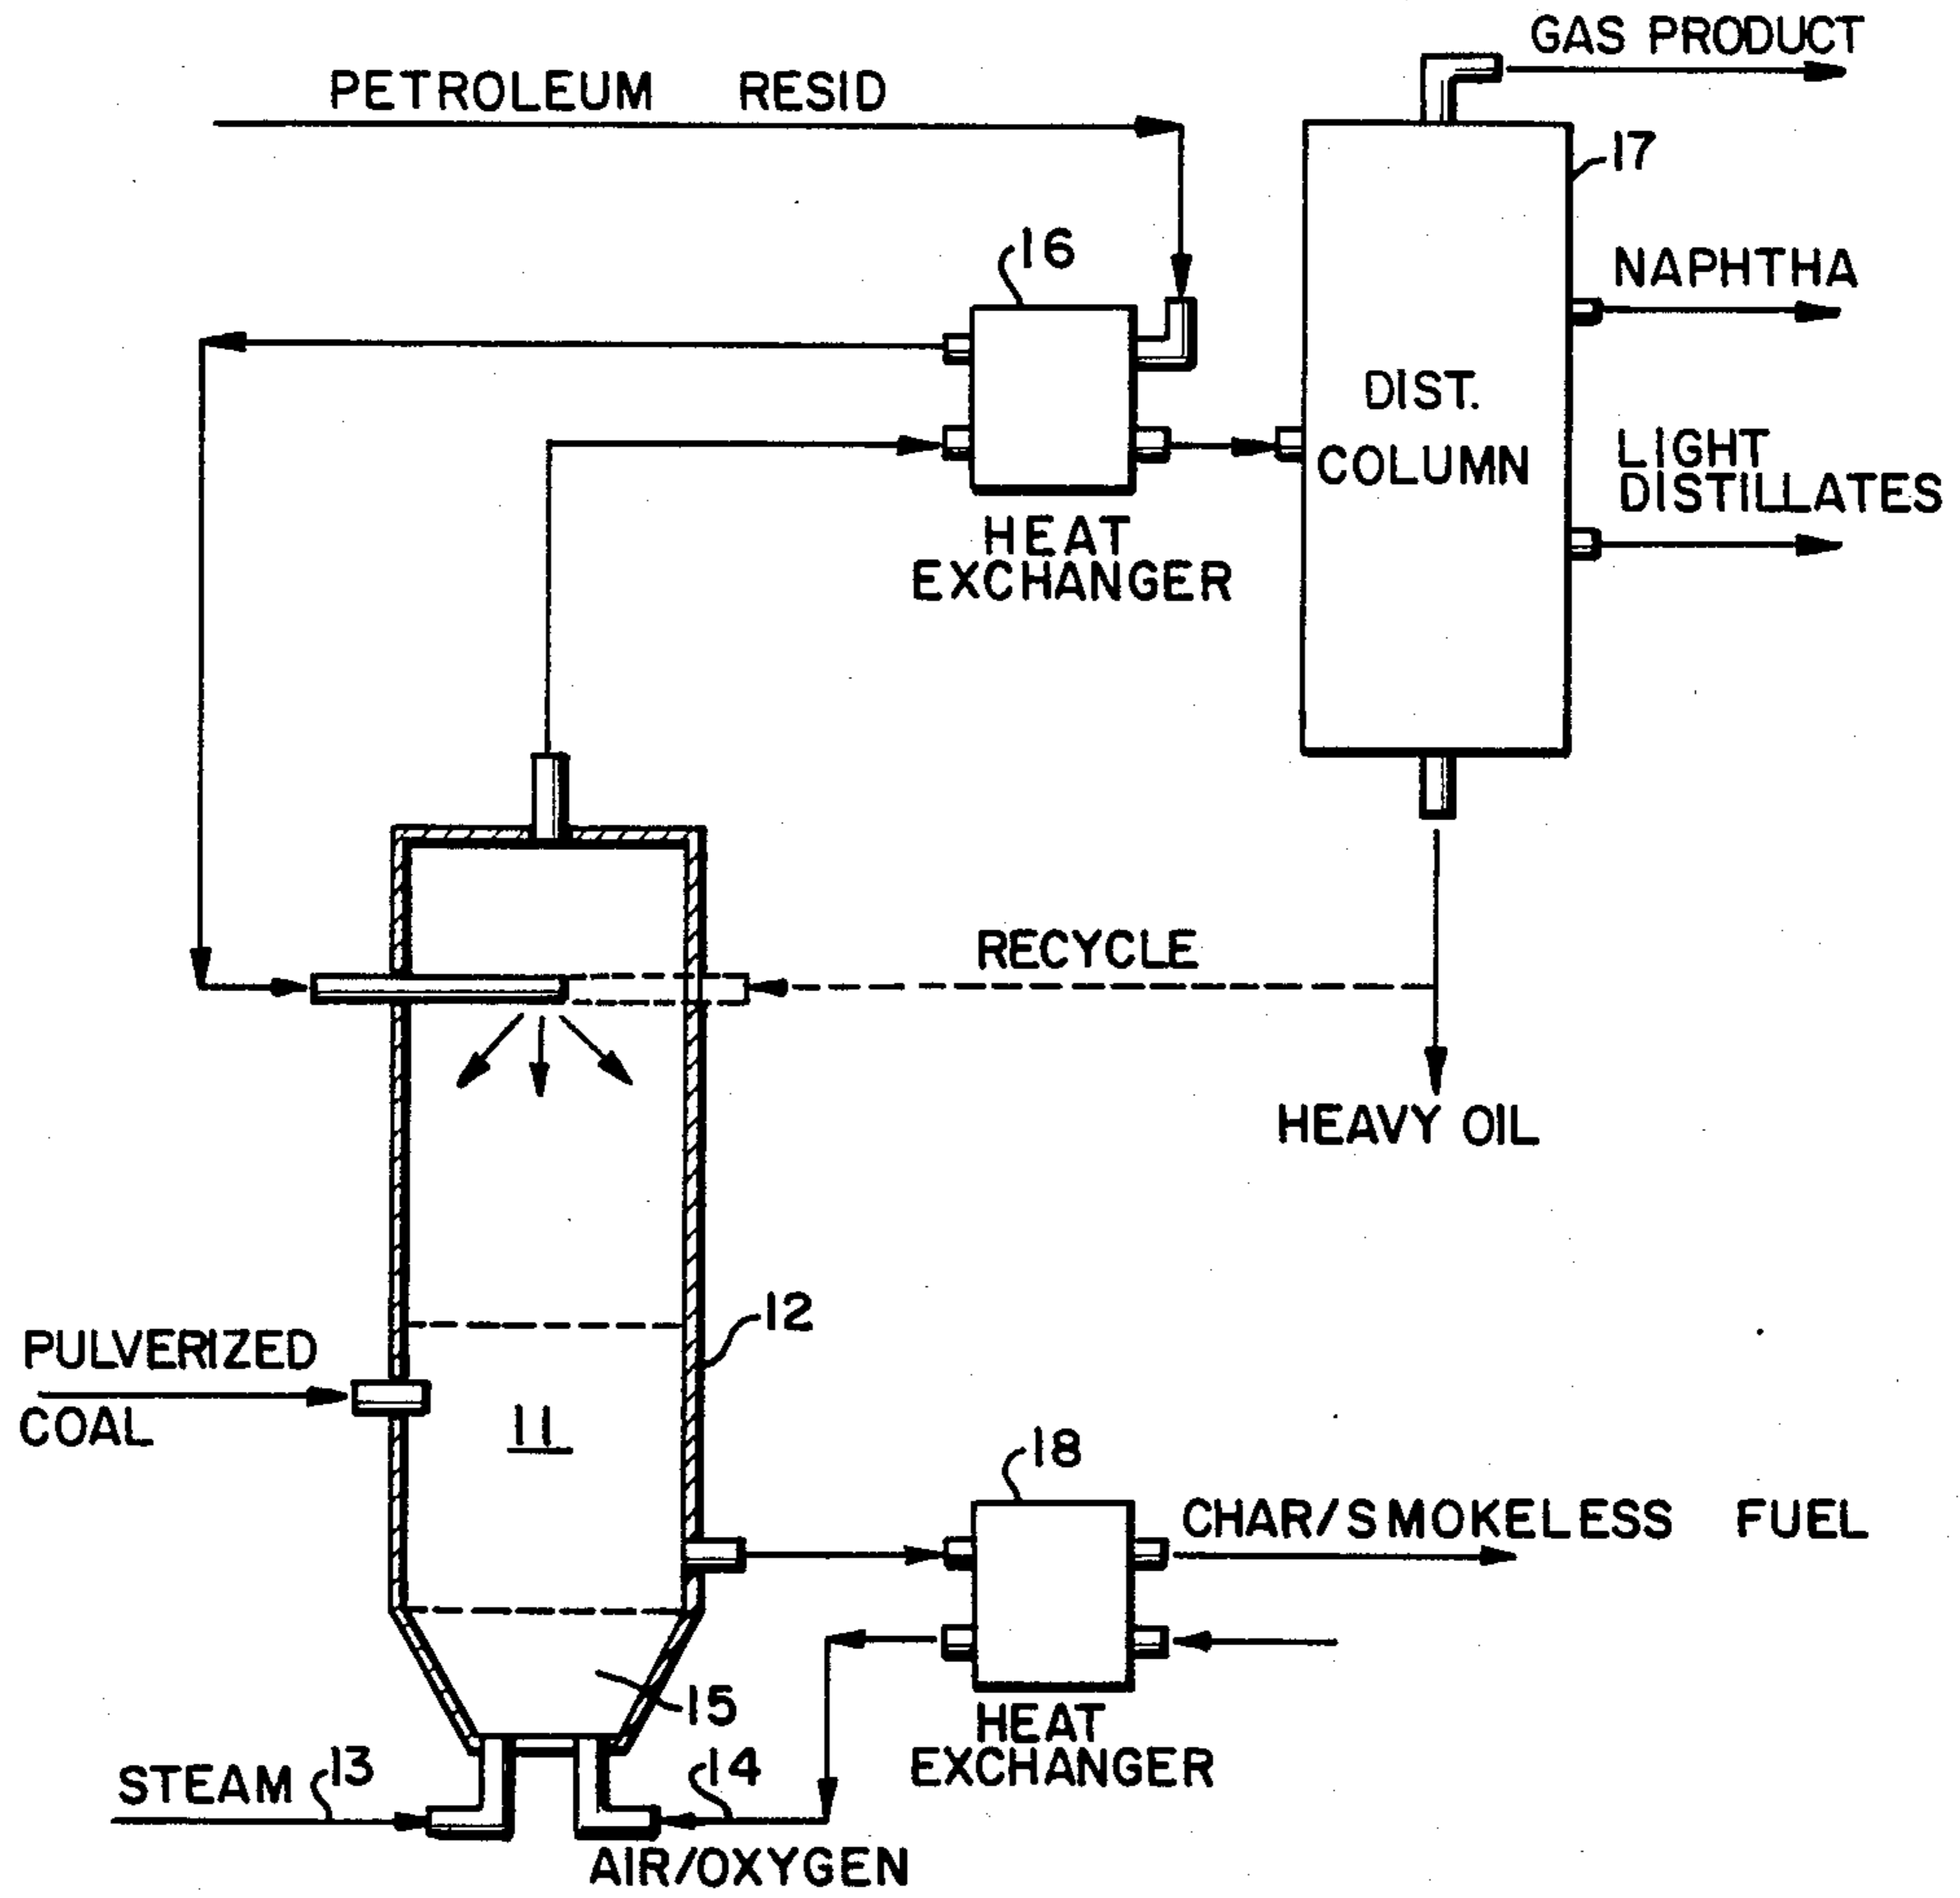 GAS PRODUCT
PETROLEUM RESID
17
16
NAPHTHA
DIST.
COLUMN
LIGHT
DISTILLATES
HEAT
EXCHANGER
RECYCLE
HEAVY OIL
12
PULVERIZED
COAL
11
18
CHAR/SMOKELESS FUEL
15
HEAT
EXCHANGER
STEAM
13
14
AIR/OXYGEN